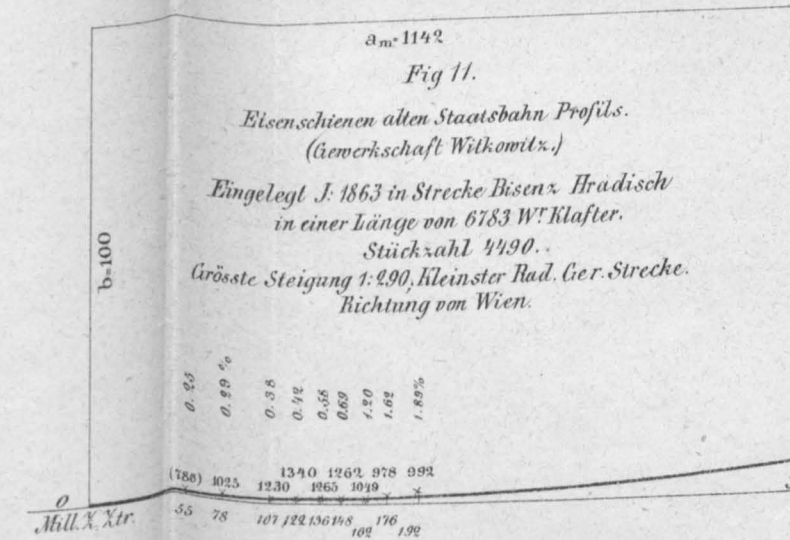 am=1142
Fig 11.
Eisenschienen alten Staatsbahn Profils.
(Gewerkschaft Witkowitz.)
Eingelegt J: 1863 in Strecke Bisenz Hradisch
in einer Länge von 6783 Wr Klafter.
Stückzahl 4490.
Grösste Steigung 1:290, Kleinster Rad. Ger. Strecke.
Richtung von Wien.
b=100
0.23 0.29 % 0.38 0.42 0.58 0.69 1.20 1.62 1.89%
1340 1262 978 992
(788) 1025 1230 1265 1049
0
Mill. Z. Ztr. 55 78 107 122 136 148 176
162 192